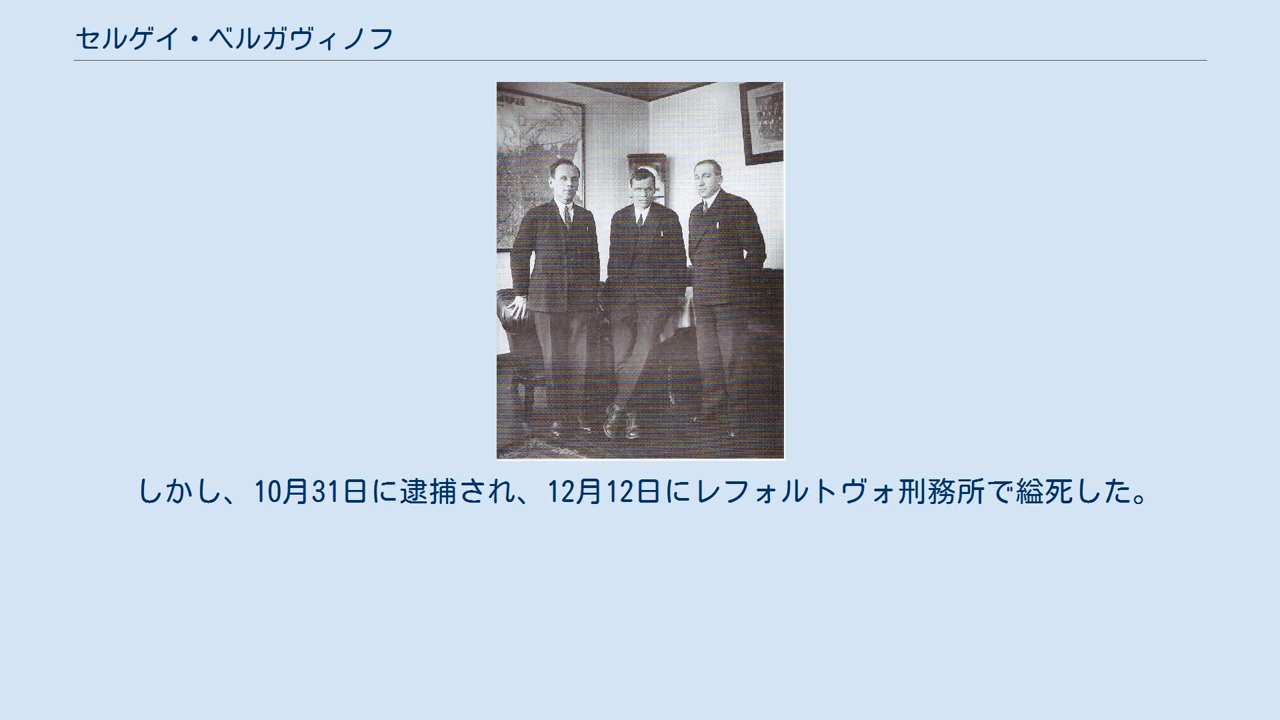 セルゲイ・ベルガヴィノフ
しかし、10月31日に逮捕され、12月12日にレフォルトヴォ刑務所で縊死した。